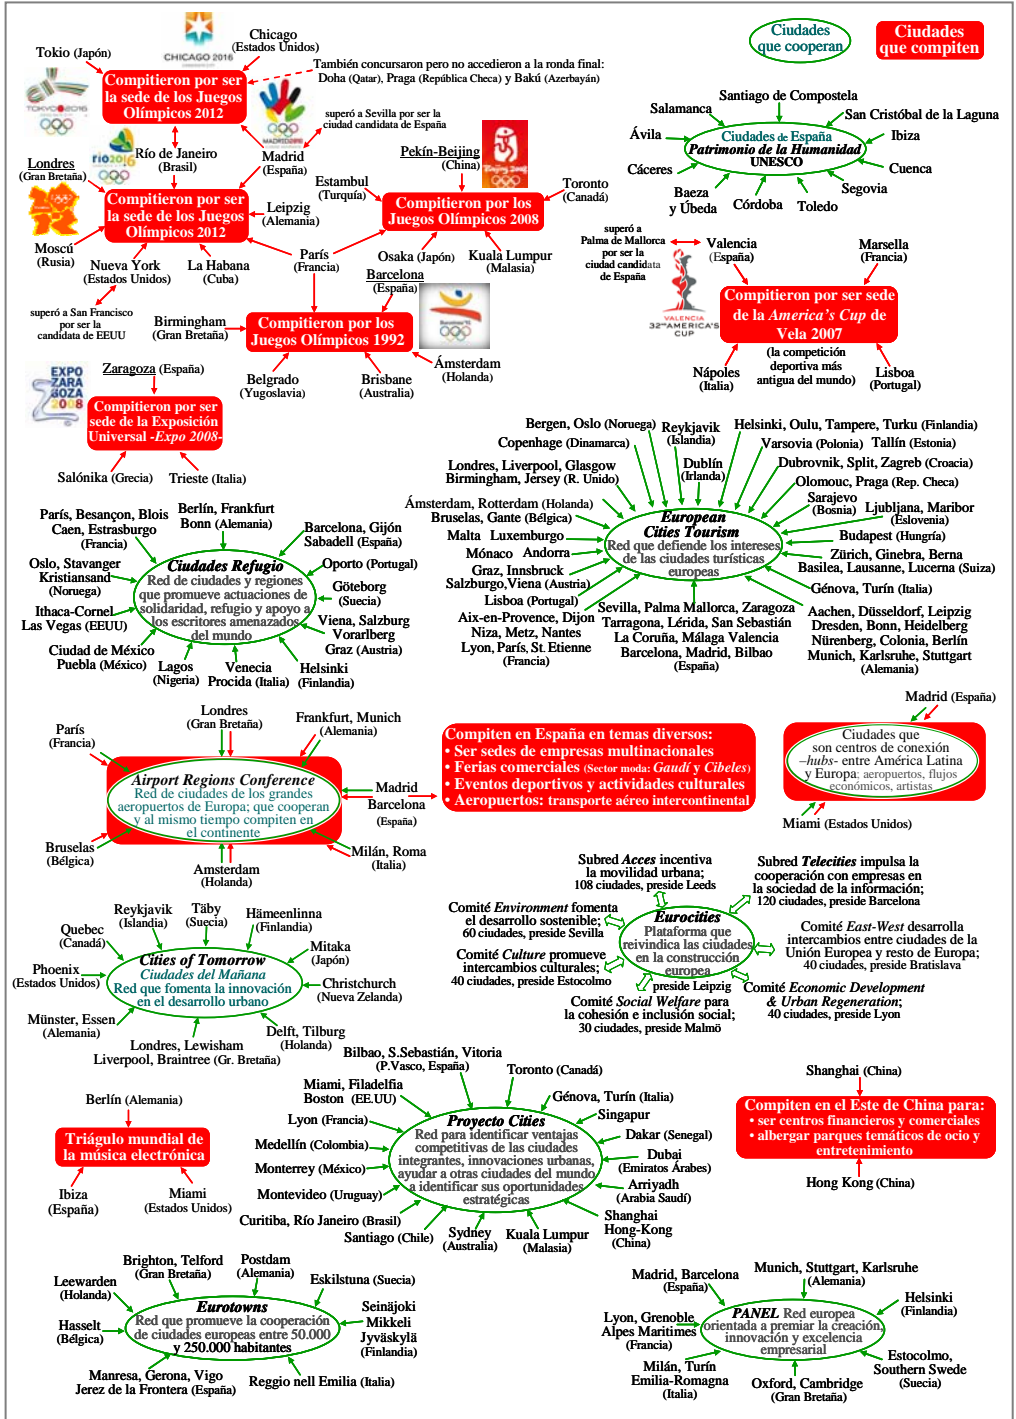 Ciudades
que cooperan
Ciudades
que compiten
CHICAGO 2016
Chicago
(Estados Unidos)
Tokio (Japón)
También concursaron pero no accedieron a la ronda final:
Doha (Qatar), Praga (República Checa) y Bakú (Azerbayán)
Compitieron por ser
la sede de los Juegos
Olímpicos 2012
TOKYO2016
MADRID2016
superó a Sevilla por ser la
ciudad candidata de España
rio2016
Río de Janeiro
(Brasil)
Madrid
(España)
Londres
(Gran Bretaña)
Compitieron por ser
la sede de los Juegos
Olímpicos 2012
Leipzig
(Alemania)
Moscú
(Rusia)
Nueva York
(Estados Unidos)
La Habana
(Cuba)
París
(Francia)
superó a San Francisco
por ser la
candidata de EEUU
Pekín-Beijing
(China)
Beijing 2008
Estambul
(Turquía)
Toronto
(Canadá)
Compitieron por los
Juegos Olímpicos 2008
Osaka (Japón)
Kuala Lumpur
(Malasia)
Barcelona
(España)
Birmingham
(Gran Bretaña)
Compitieron por los
Juegos Olímpicos 1992
Barcelona'92
Belgrado
(Yugoslavia)
Brisbane
(Australia)
Ámsterdam
(Holanda)
Santiago de Compostela
Salamanca
San Cristóbal de la Laguna
Ávila
Ibiza
Ciudades de España
Patrimonio de la Humanidad
UNESCO
Cáceres
Cuenca
Baeza
y Úbeda
Córdoba
Toledo
Segovia
superó a
Palma de Mallorca
por ser la
ciudad candidata
de España
Valencia
(España)
Marsella
(Francia)
VALENCIA
32nd AMERICA'S
CUP
Compitieron por ser sede
de la America's Cup de
Vela 2007
Nápoles
(Italia)
(la competición
deportiva más
antigua del mundo)
Lisboa
(Portugal)
EXPO
ZARA
GOZA
2008
Zaragoza (España)
Compitieron por ser
sede de la Exposición
Universal -Expo 2008-
Salónika (Grecia)
Trieste (Italia)
Bergen, Oslo (Noruega)
Reykjavik
(Islandia)
Helsinki, Oulu, Tampere, Turku (Finlandia)
Copenhage (Dinamarca)
Varsovia (Polonia)
Tallín (Estonia)
Londres, Liverpool, Glasgow
Birmingham, Jersey (R. Unido)
Dublín
(Irlanda)
Dubrovnik, Split, Zagreb (Croacia)
Olomouc, Praga (Rep. Checa)
Ámsterdam, Rotterdam (Holanda)
Sarajevo
(Bosnia)
Ljubljana, Maribor
(Eslovenia)
Bruselas, Gante (Bélgica)
Malta
Luxemburgo
European
Cities Tourism
Red que defiende los intereses
de las ciudades turísticas
europeas
Budapest (Hungría)
Mónaco
Andorra
Zürich, Ginebra, Berna
Basilea, Lausanne, Lucerna (Suiza)
Graz, Innsbruck
Salzburgo,Viena (Austria)
Génova, Turín (Italia)
Lisboa (Portugal)
Aix-en-Provence, Dijon
Niza, Metz, Nantes
Lyon, París, St. Etienne
(Francia)
Sevilla, Palma Mallorca, Zaragoza
Tarragona, Lérida, San Sebastián
La Coruña, Málaga Valencia
Barcelona, Madrid, Bilbao
(España)
Aachen, Düsseldorf, Leipzig
Dresden, Bonn, Heidelberg
Nürenberg, Colonia, Berlín
Munich, Karlsruhe, Stuttgart
(Alemania)
París, Besançon, Blois
Caen, Estrasburgo
(Francia)
Berlín, Frankfurt
Bonn (Alemania)
Barcelona, Gijón
Sabadell (España)
Oporto (Portugal)
Ciudades Refugio
Red de ciudades y regiones
que promueve actuaciones de
solidaridad, refugio y apoyo a
los escritores amenazados
del mundo
Oslo, Stavanger
Kristiansand
(Noruega)
Göteborg
(Suecia)
Ithaca-Cornel
Las Vegas (EEUU)
Viena, Salzburg
Vorarlberg
Graz (Austria)
Ciudad de México
Puebla (México)
Lagos
(Nigeria)
Venecia
Procida (Italia)
Helsinki
(Finlandia)
París
(Francia)
Londres
(Gran Bretaña)
Frankfurt, Munich
(Alemania)
Airport Regions Conference
Red de ciudades de los grandes
aeropuertos de Europa; que cooperan
y al mismo tiempo compiten en
el continente
Madrid
Barcelona
(España)
Bruselas
(Bélgica)
Amsterdam
(Holanda)
Milán, Roma
(Italia)
Compiten en España en temas diversos:
• Ser sedes de empresas multinacionales
• Ferias comerciales (Sector moda: Gaudí y Cibeles)
• Eventos deportivos y actividades culturales
• Aeropuertos: transporte aéreo intercontinental
Madrid (España)
Ciudades que
son centros de conexión
–hubs- entre América Latina
y Europa: aeropuertos, flujos
económicos, artistas
Miami (Estados Unidos)
Subred Acces incentiva
la movilidad urbana;
108 ciudades, preside Leeds
Subred Telecities impulsa la
cooperación con empresas en
la sociedad de la información;
120 ciudades, preside Barcelona
Comité Environment fomenta
el desarrollo sostenible;
60 ciudades, preside Sevilla
Eurocities
Plataforma que
reivindica las ciudades
en la construcción
europea
preside Leipzig
Comité East-West desarrolla
intercambios entre ciudades de la
Unión Europea y resto de Europa;
40 ciudades, preside Bratislava
Comité Culture promueve
intercambios culturales;
40 ciudades, preside Estocolmo
Comité Social Welfare para
la cohesión e inclusión social;
30 ciudades, preside Malmö
Comité Economic Development
& Urban Regeneration;
40 ciudades, preside Lyon
Reykjavik
(Islandia)
Täby
(Suecia)
Hämeenlinna
(Finlandia)
Quebec
(Canadá)
Mitaka
(Japón)
Cities of Tomorrow
Ciudades del Mañana
Red que fomenta la innovación
en el desarrollo urbano
Phoenix
(Estados Unidos)
Christchurch
(Nueva Zelanda)
Münster, Essen
(Alemania)
Delft, Tilburg
(Holanda)
Londres, Lewisham
Liverpool, Braintree (Gr. Bretaña)
Bilbao, S.Sebastián, Vitoria
(P.Vasco, España)
Toronto (Canadá)
Miami, Filadelfia
Boston (EE.UU)
Génova, Turín (Italia)
Lyon (Francia)
Singapur
Proyecto Cities
Red para identificar ventajas
competitivas de las ciudades
integrantes, innovaciones urbanas,
ayudar a otras ciudades del mundo
a identificar sus oportunidades
estratégicas
Medellín (Colombia)
Dakar (Senegal)
Monterrey (México)
Dubai
(Emiratos Árabes)
Montevideo (Uruguay)
Arriyadh
(Arabia Saudí)
Curitiba, Río Janeiro (Brasil)
Shanghai
Hong-Kong
(China)
Santiago (Chile)
Sydney
(Australia)
Kuala Lumpur
(Malasia)
Berlín (Alemania)
Triágulo mundial de
la música electrónica
Ibiza
(España)
Miami
(Estados Unidos)
Shanghai (China)
Compiten en el Este de China para:
• ser centros financieros y comerciales
• albergar parques temáticos de ocio y
entretenimiento
Hong Kong (China)
Brighton, Telford
(Gran Bretaña)
Postdam
(Alemania)
Leewarden
(Holanda)
Eskilstuna (Suecia)
Eurotowns
Red que promueve la cooperación
de ciudades europeas entre 50.000
y 250.000 habitantes
Hasselt
(Bélgica)
Seinäjoki
Mikkeli
Jyväskylä
(Finlandia)
Manresa, Gerona, Vigo
Jerez de la Frontera (España)
Reggio nell Emilia (Italia)
Madrid, Barcelona
(España)
Munich, Stuttgart, Karlsruhe
(Alemania)
Helsinki
(Finlandia)
Lyon, Grenoble
Alpes Maritimes
(Francia)
PANEL Red europea
orientada a premiar la creación,
innovación y excelencia
empresarial
Milán, Turín
Emilia-Romagna
(Italia)
Oxford, Cambridge
(Gran Bretaña)
Estocolmo,
Southern Swede
(Suecia)